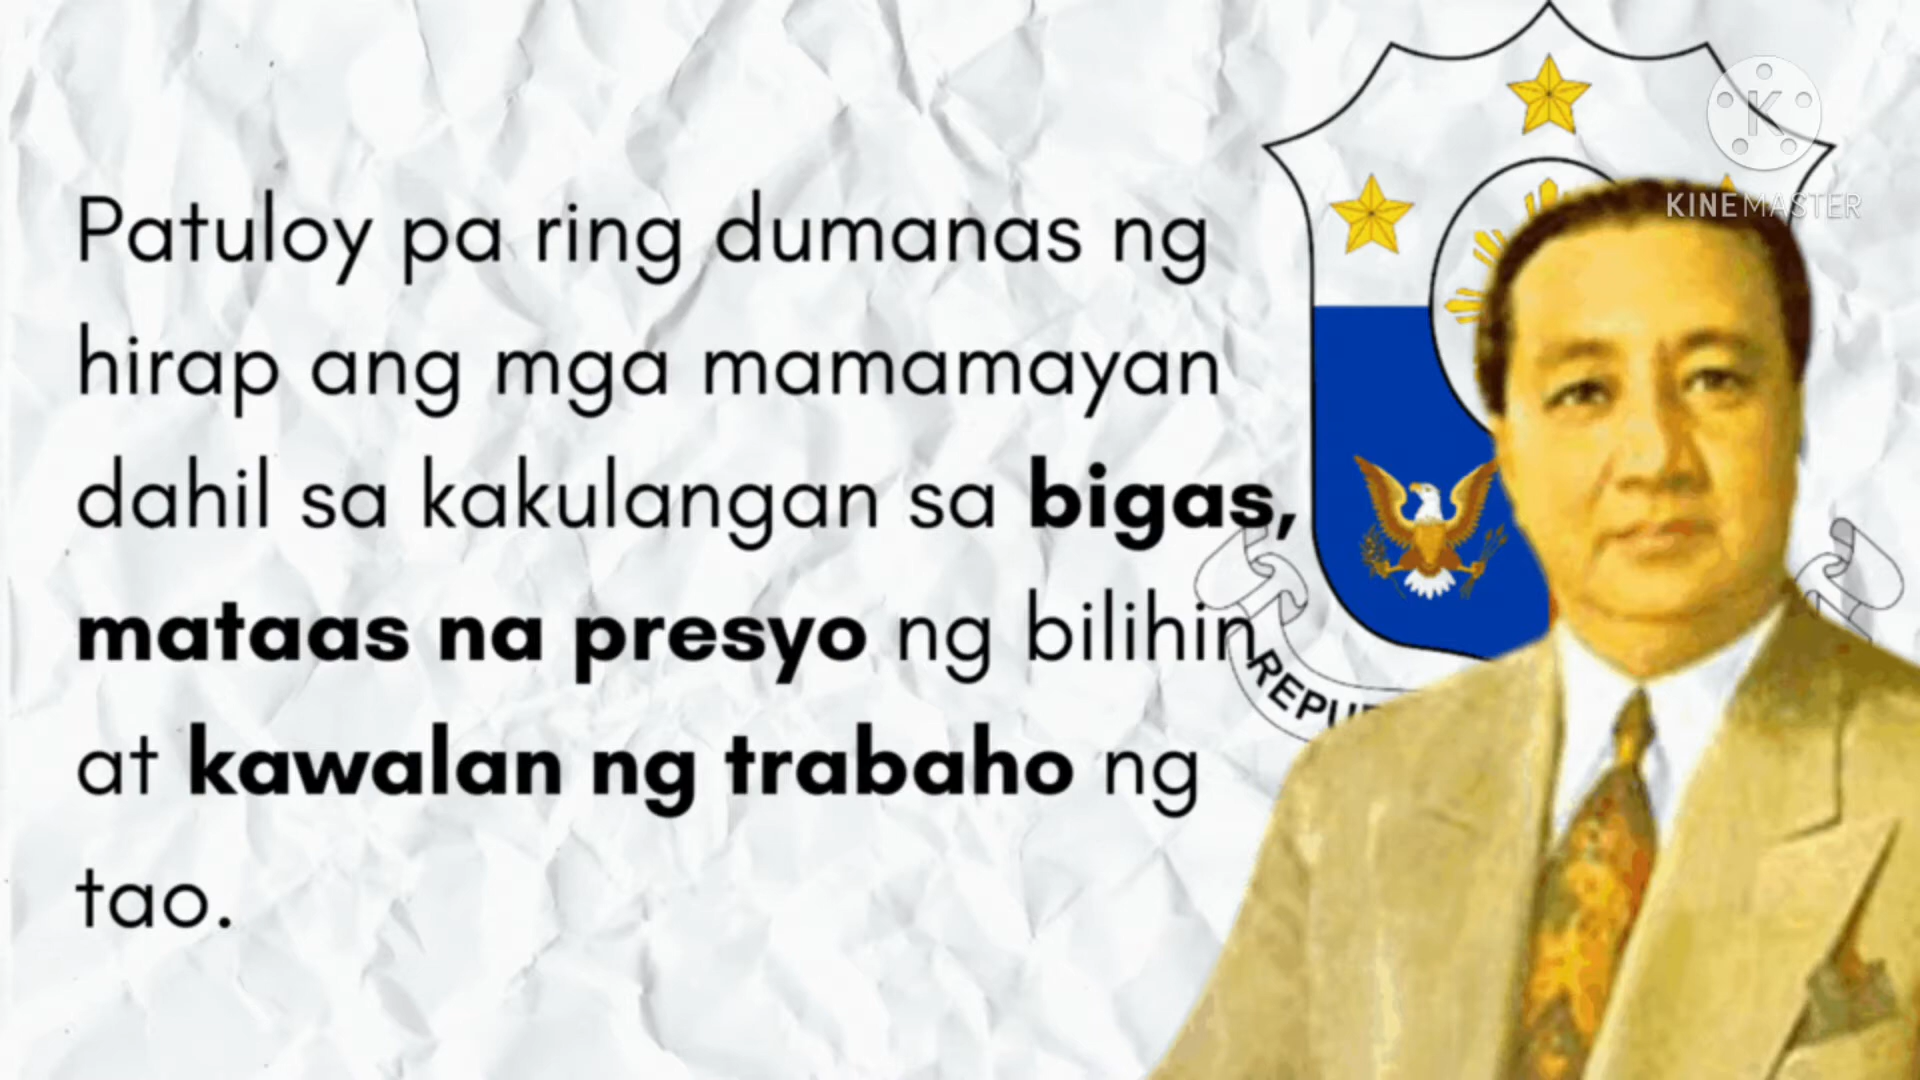 Patuloy pa ring dumanas ng
hirap ang mga mamamayan
dahil sa kakulangan sa bigas,
mataas na presyo ng bilihin
at kawalan ng trabaho ng
tao.
K
KINEMASTER